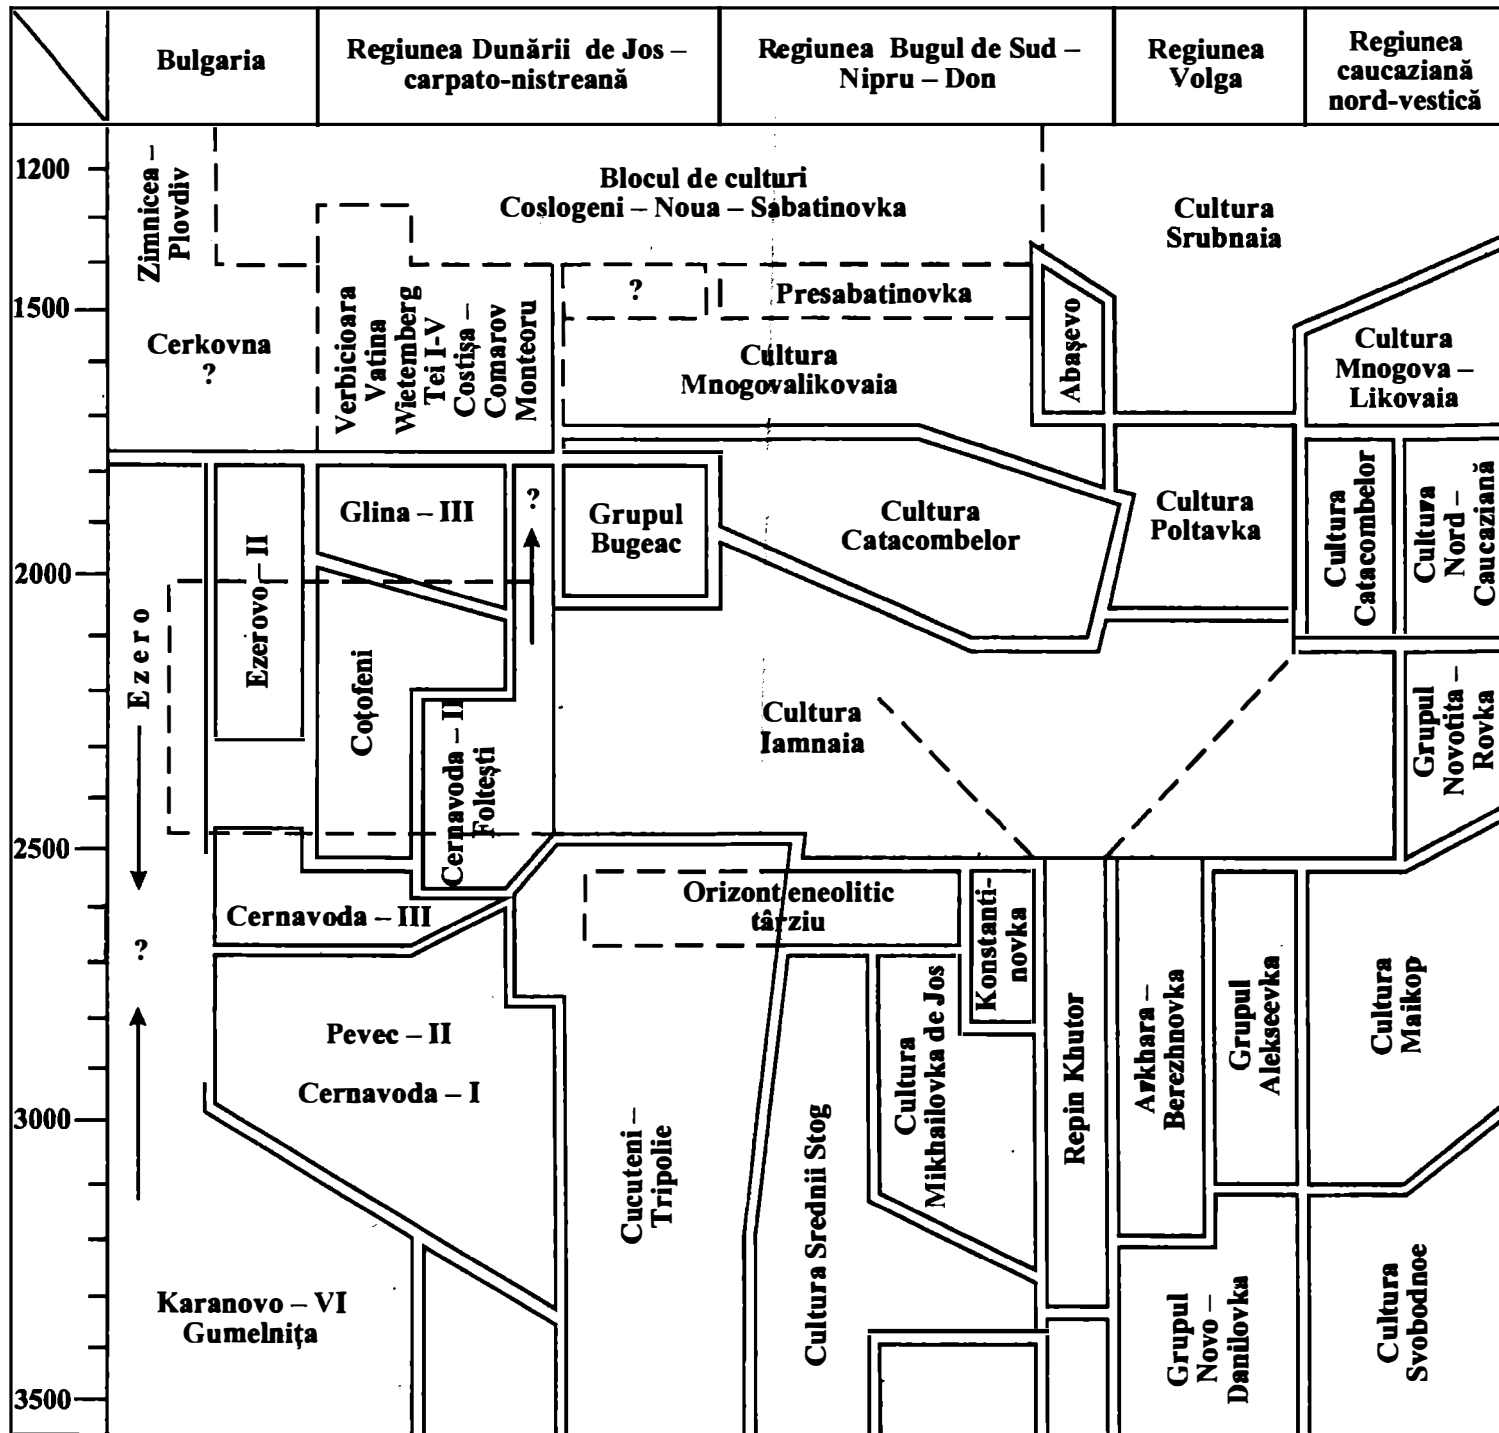 Bulgaria
Regiunea Dunării de Jos –
carpato-nistreană
Regiunea Bugul de Sud –
Nipru – Don
Regiunea
Volga
Regiunea
caucaziană
nord-vestică
1200
1500
2000
2500
3000
3500
Zimnicea –
Plovdiv
Blocul de culturi
Coslogeni – Noua – Sabatinovka
Cultura
Srubnaia
Cerkovna
?
Verbicioara
Vatina
Wietemberg
Tei I-V
Costișa –
Comarov
Monteoru
?
Presabatinovka
Cultura
Mnogovalikovaia
Abașevo
Cultura
Mnogova –
Likovaia
Ezero
?
Ezerovo – II
Glina – III
?
Grupul
Bugeac
Cultura
Catacombelor
Cultura
Poltavka
Cultura
Catacombelor
Cultura
Nord –
Caucaziană
Coțofeni
Cernavoda – II
Foltești
Cultura
Iamnaia
Grupul
Novotita –
Rovka
Cernavoda – III
Orizont eneolitic
târziu
Konstanti-
novka
Pevec – II
Cernavoda – I
Cucuteni –
Tripolie
Cultura Srednii Stog
Cultura
Mikhailovka de Jos
Repin Khutor
Arkhara –
Berezhnovka
Grupul
Alekseevka
Cultura
Maikop
Karanovo – VI
Gumelnița
Grupul
Novo –
Danilovka
Cultura
Svobodnoe